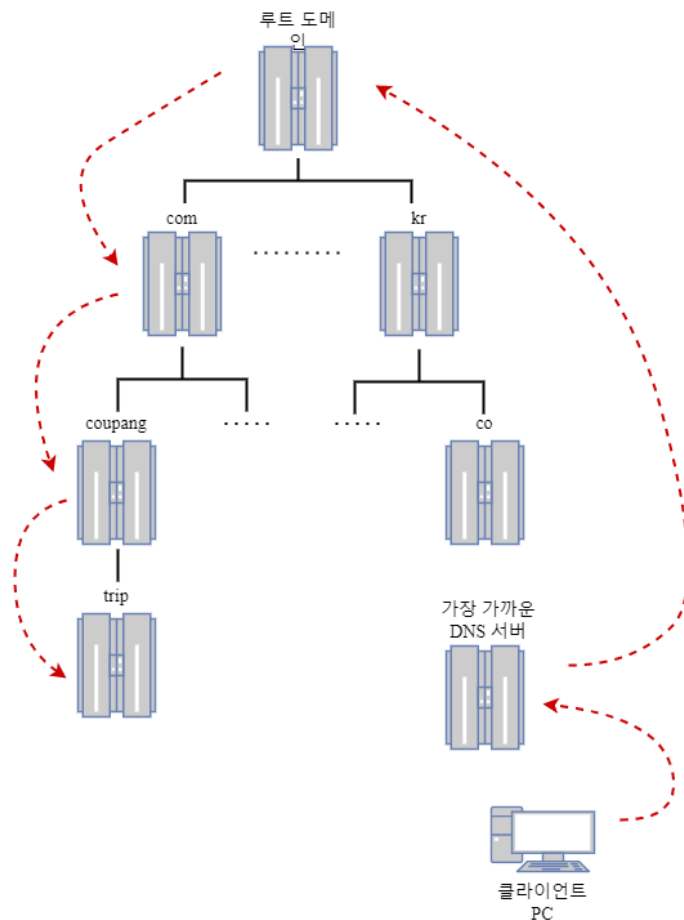 루트 도메
인
com
kr
.........
coupang
.....
.....
co
trip
가장 가까운
DNS 서버
클라이언트
PC